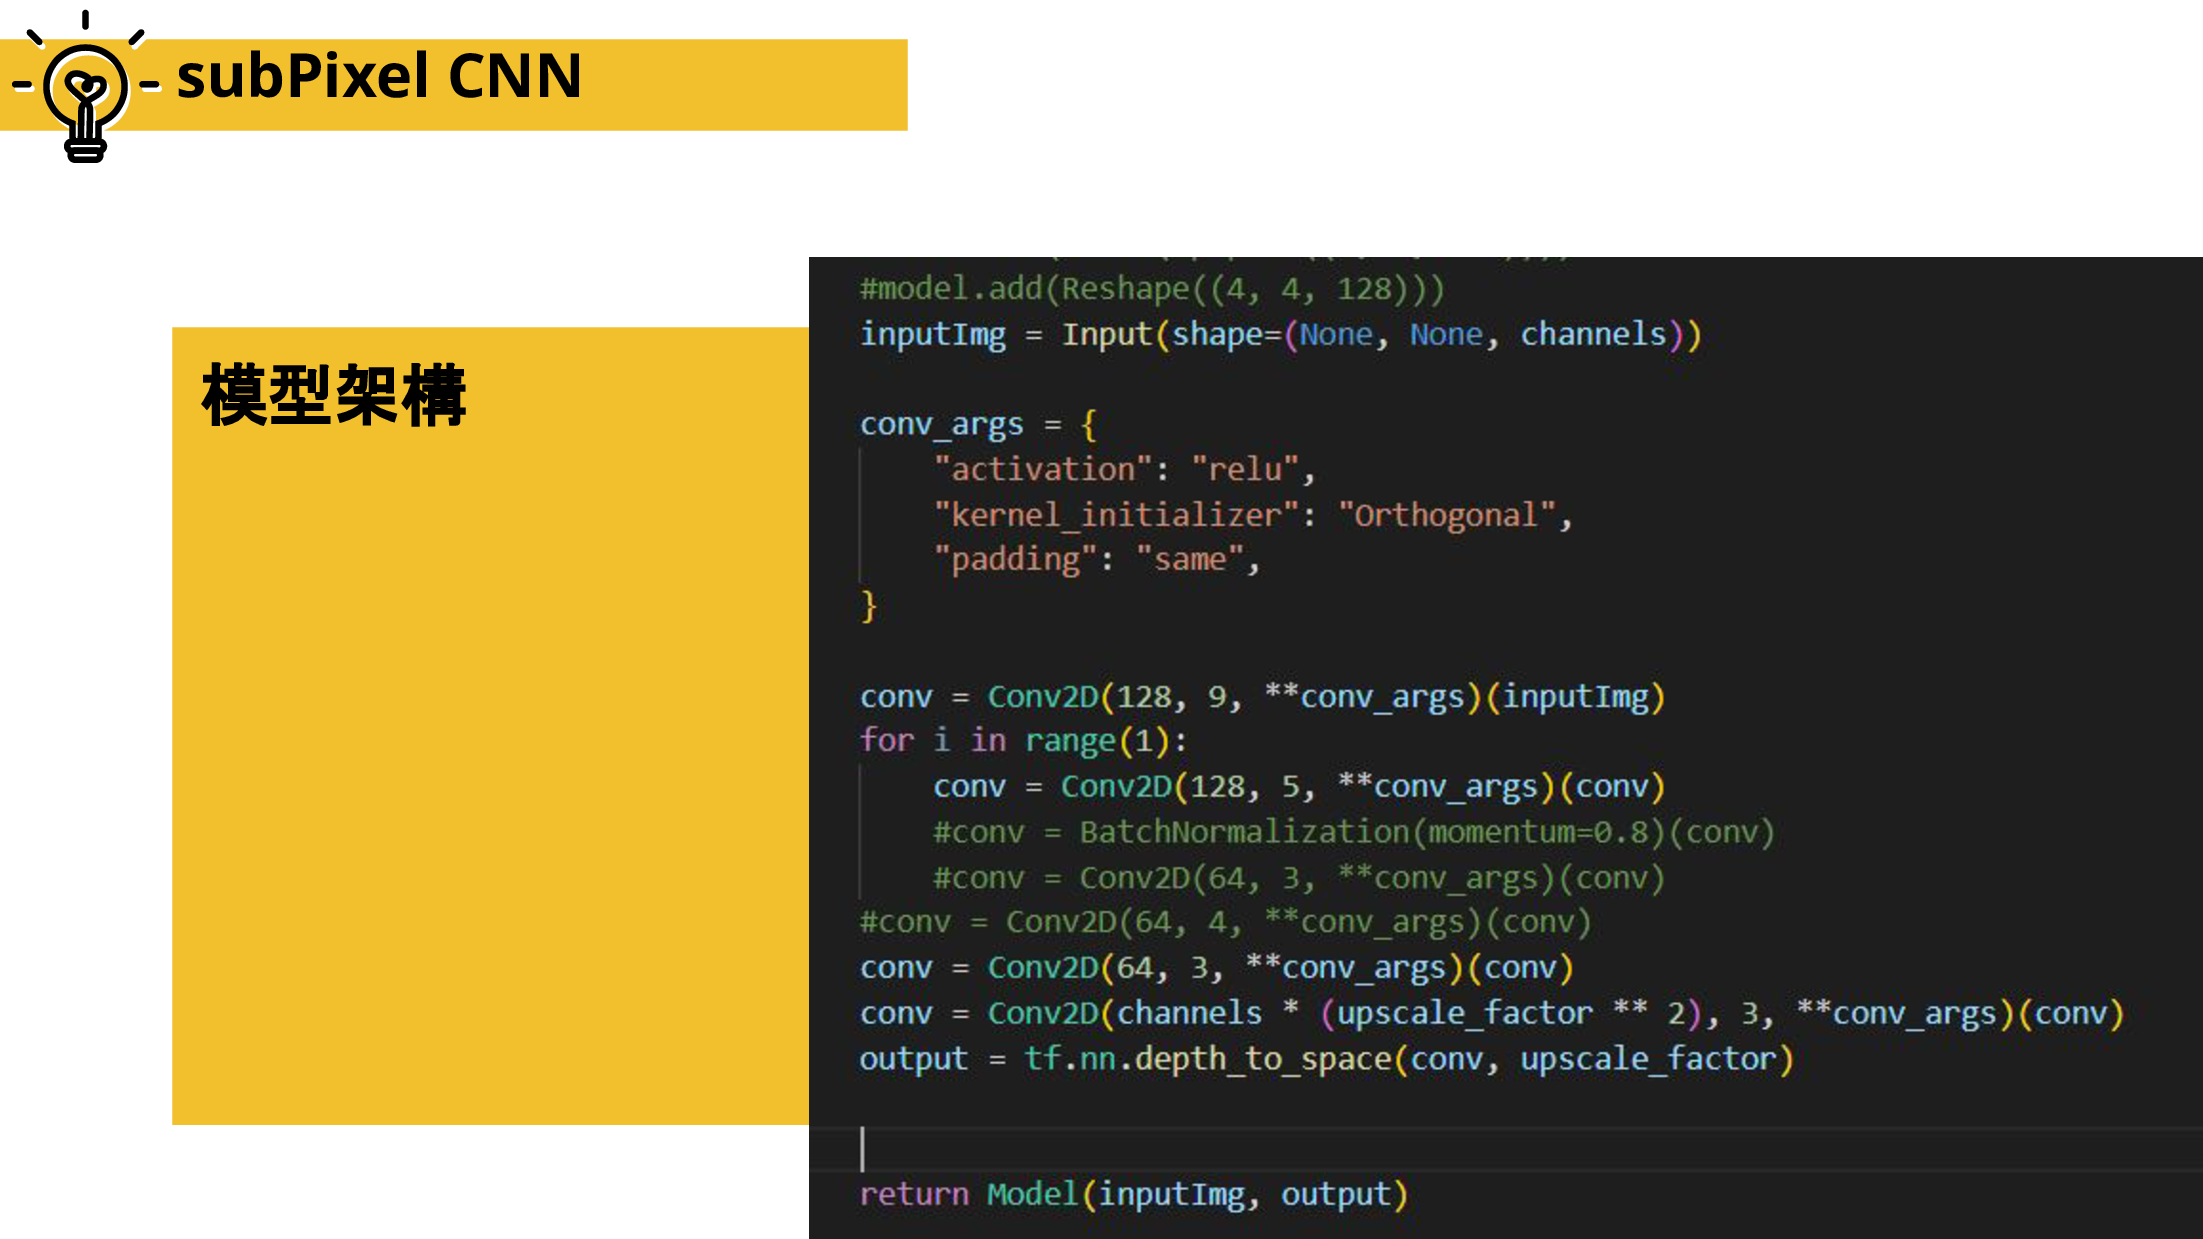 subPixel CNN
模型架構
#model.add(Reshape((4, 4, 128)))
inputImg = Input(shape=(None, None, channels))
conv_args = {
    "activation": "relu",
    "kernel_initializer": "Orthogonal",
    "padding": "same",
}
conv = Conv2D(128, 9, **conv_args)(inputImg)
for i in range(1):
    conv = Conv2D(128, 5, **conv_args)(conv)
    #conv = BatchNormalization(momentum=0.8)(conv)
    #conv = Conv2D(64, 3, **conv_args)(conv)
#conv = Conv2D(64, 4, **conv_args)(conv)
conv = Conv2D(64, 3, **conv_args)(conv)
conv = Conv2D(channels * (upscale_factor ** 2), 3, **conv_args)(conv)
output = tf.nn.depth_to_space(conv, upscale_factor)
return Model(inputImg, output)